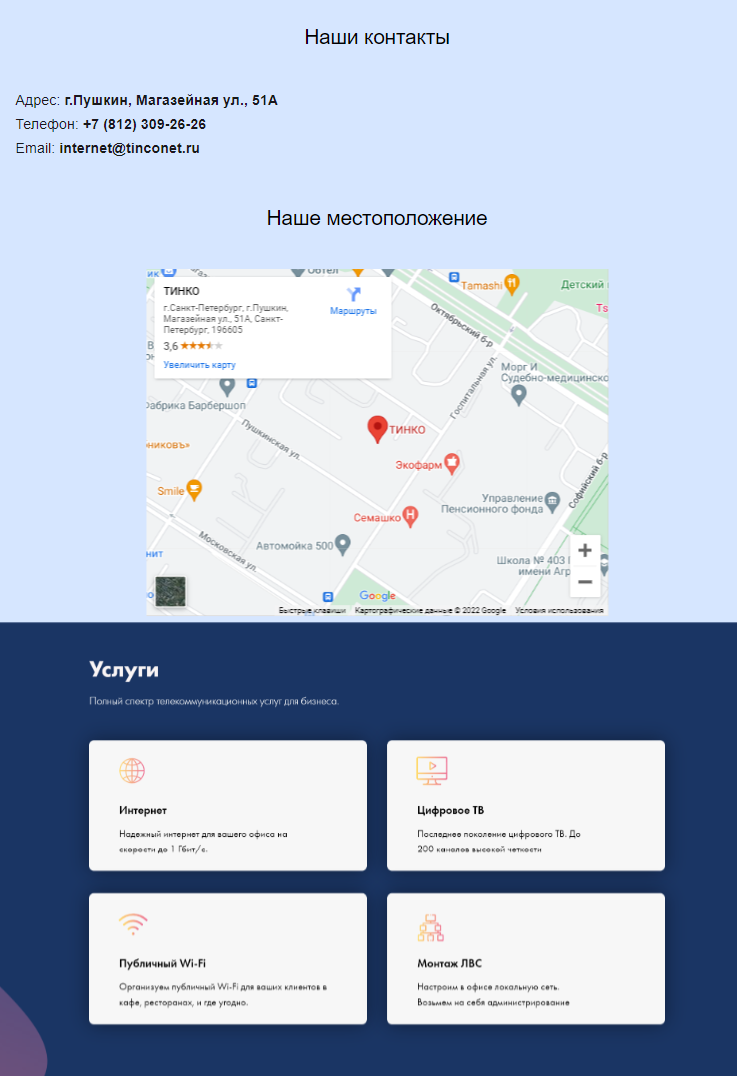 Наши контакты
Адрес: г.Пушкин, Магазейная ул., 51А
Телефон: +7 (812) 309-26-26
Email: internet@tinconet.ru
Наше местоположение
ТИНКО
г.Санкт-Петербург, г.Пушкин,
Магазейная ул., 51А, Санкт-
Петербург, 196605
3,6
Увеличить карту
Маршруты
Tamashi
Детский
Октябрьский б-р
Госпитальная ул.
Морг И
Судебно-медицинско
Фабрика Барбершоп
Пушкинская ул.
ТИНКО
Экофарм
никовъ»
Smile
Семашко
Управление
Пенсионного фонда
Софийский б-р
Автомойка 500
Московская ул.
нит
Школа № 403
имени Агр
Google
Быстрые клавиши
Картографические данные © 2022 Google
Условия использования
Услуги
Полный спектр телекоммуникационных услуг для бизнеса.
Интернет
Надежный интернет для вашего офиса на
скорости до 1 Гбит/с.
Цифровое ТВ
Последнее поколение цифрового ТВ. До
200 каналов высокой четкости
Публичный Wi-Fi
Организуем публичный Wi-Fi для ваших клиентов в
кафе, ресторанах, и где угодно.
Монтаж ЛВС
Настроим в офисе локальную сеть.
Возьмем на себя администрирование